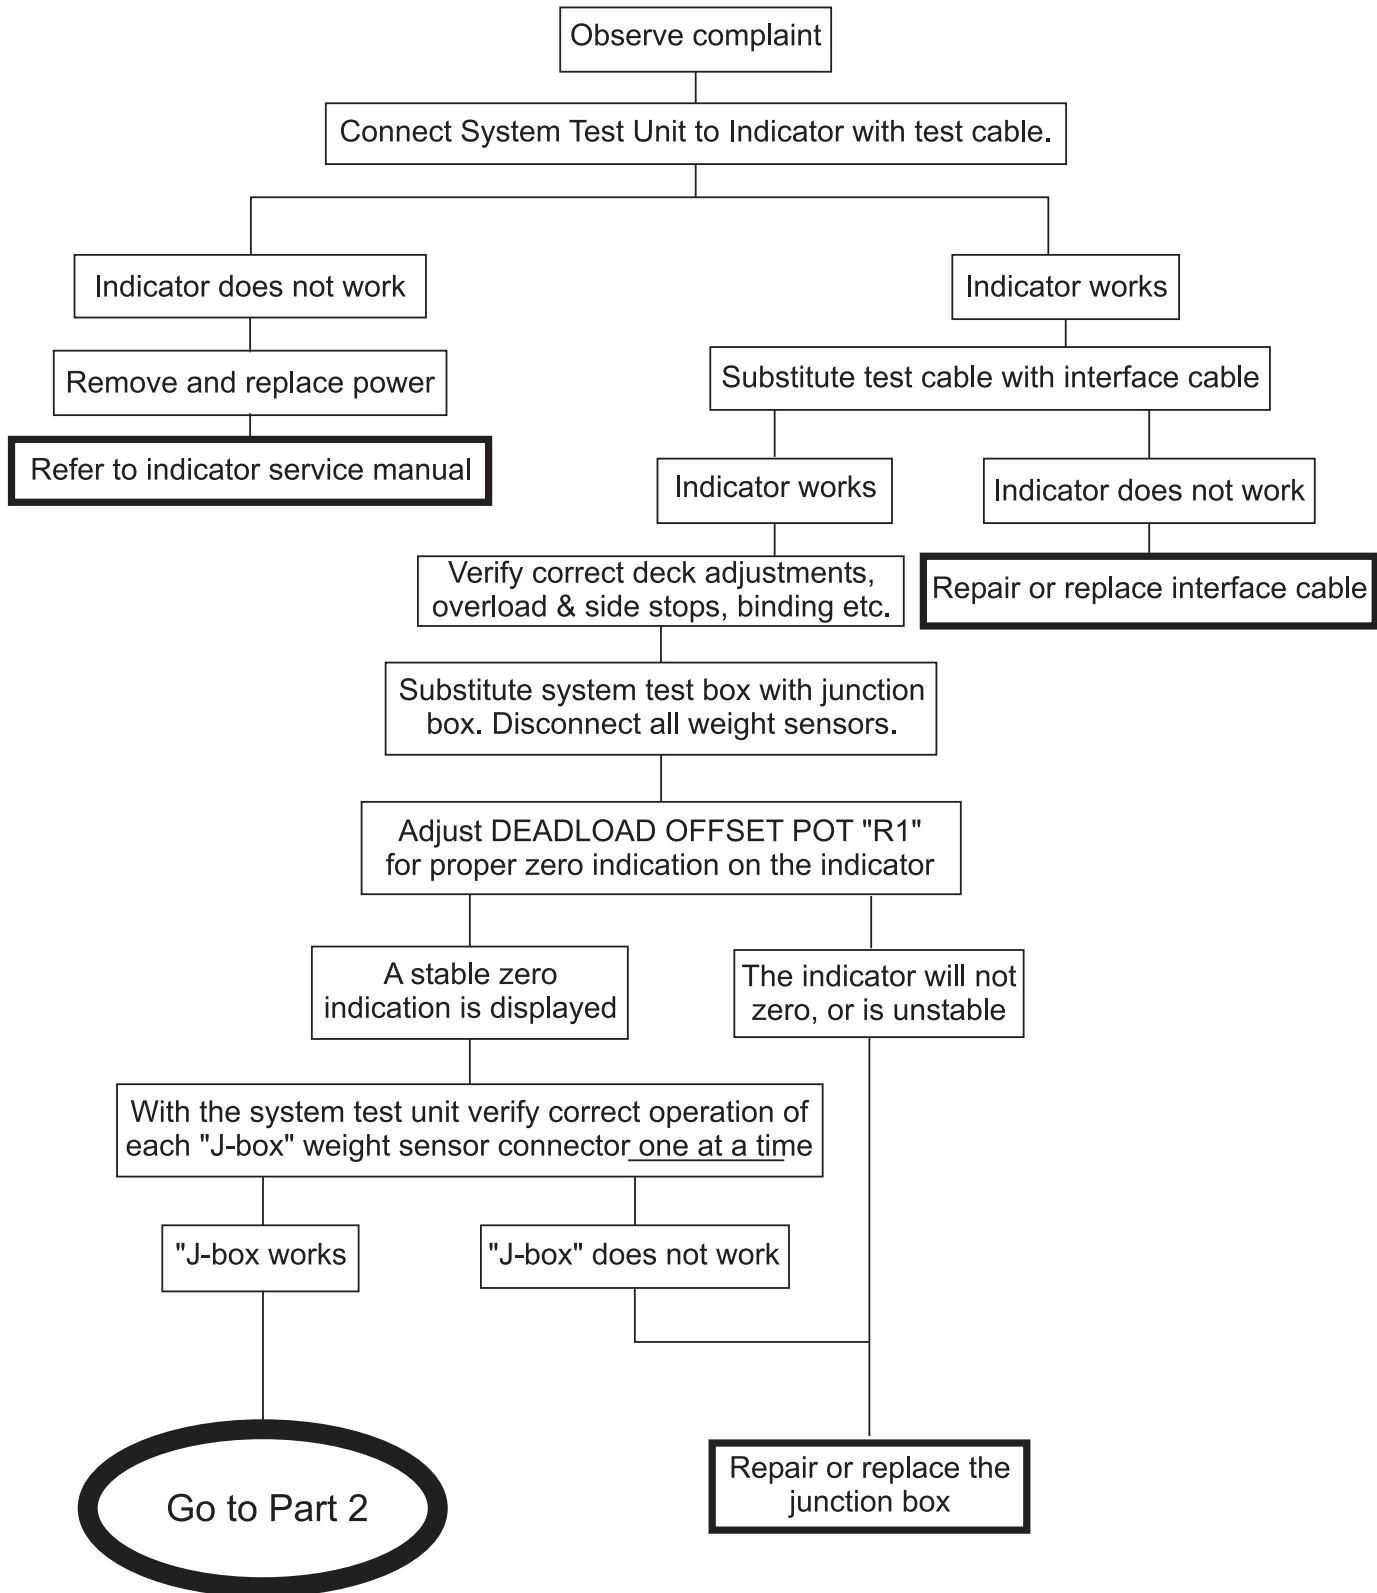 Observe complaint
Connect System Test Unit to Indicator with test cable.
Indicator does not work
Indicator works
Remove and replace power
Substitute test cable with interface cable
Refer to indicator service manual
Indicator works
Indicator does not work
Verify correct deck adjustments,
overload & side stops, binding etc.
Repair or replace interface cable
Substitute system test box with junction
box. Disconnect all weight sensors.
Adjust DEADLOAD OFFSET POT "R1"
for proper zero indication on the indicator
A stable zero
indication is displayed
The indicator will not
zero, or is unstable
With the system test unit verify correct operation of
each "J-box" weight sensor connector one at a time
"J-box works
"J-box" does not work
Go to Part 2
Repair or replace the
junction box